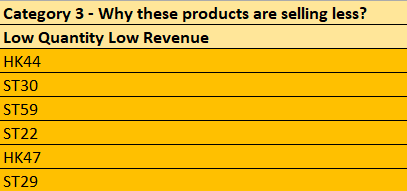 Category 3 - Why these products are selling less?
Low Quantity Low Revenue
HK44
ST30
ST59
ST22
HK47
ST29